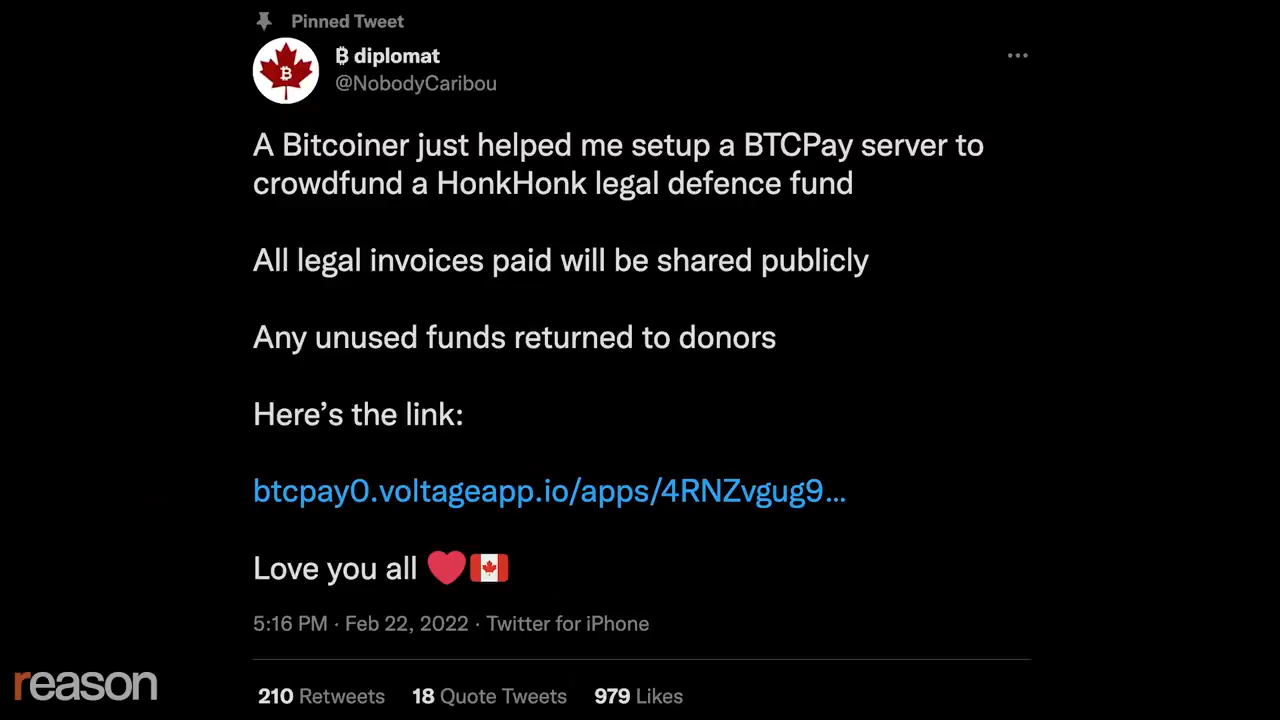 Pinned Tweet
₿ diplomat
@NobodyCaribou
A Bitcoiner just helped me setup a BTCPay server to
crowdfund a HonkHonk legal defence fund
All legal invoices paid will be shared publicly
Any unused funds returned to donors
Here’s the link:
btcpay0.voltageapp.io/apps/4RNZvgug9…
Love you all ❤️🇨🇦
5:16 PM · Feb 22, 2022 · Twitter for iPhone
210 Retweets 18 Quote Tweets 979 Likes
reason